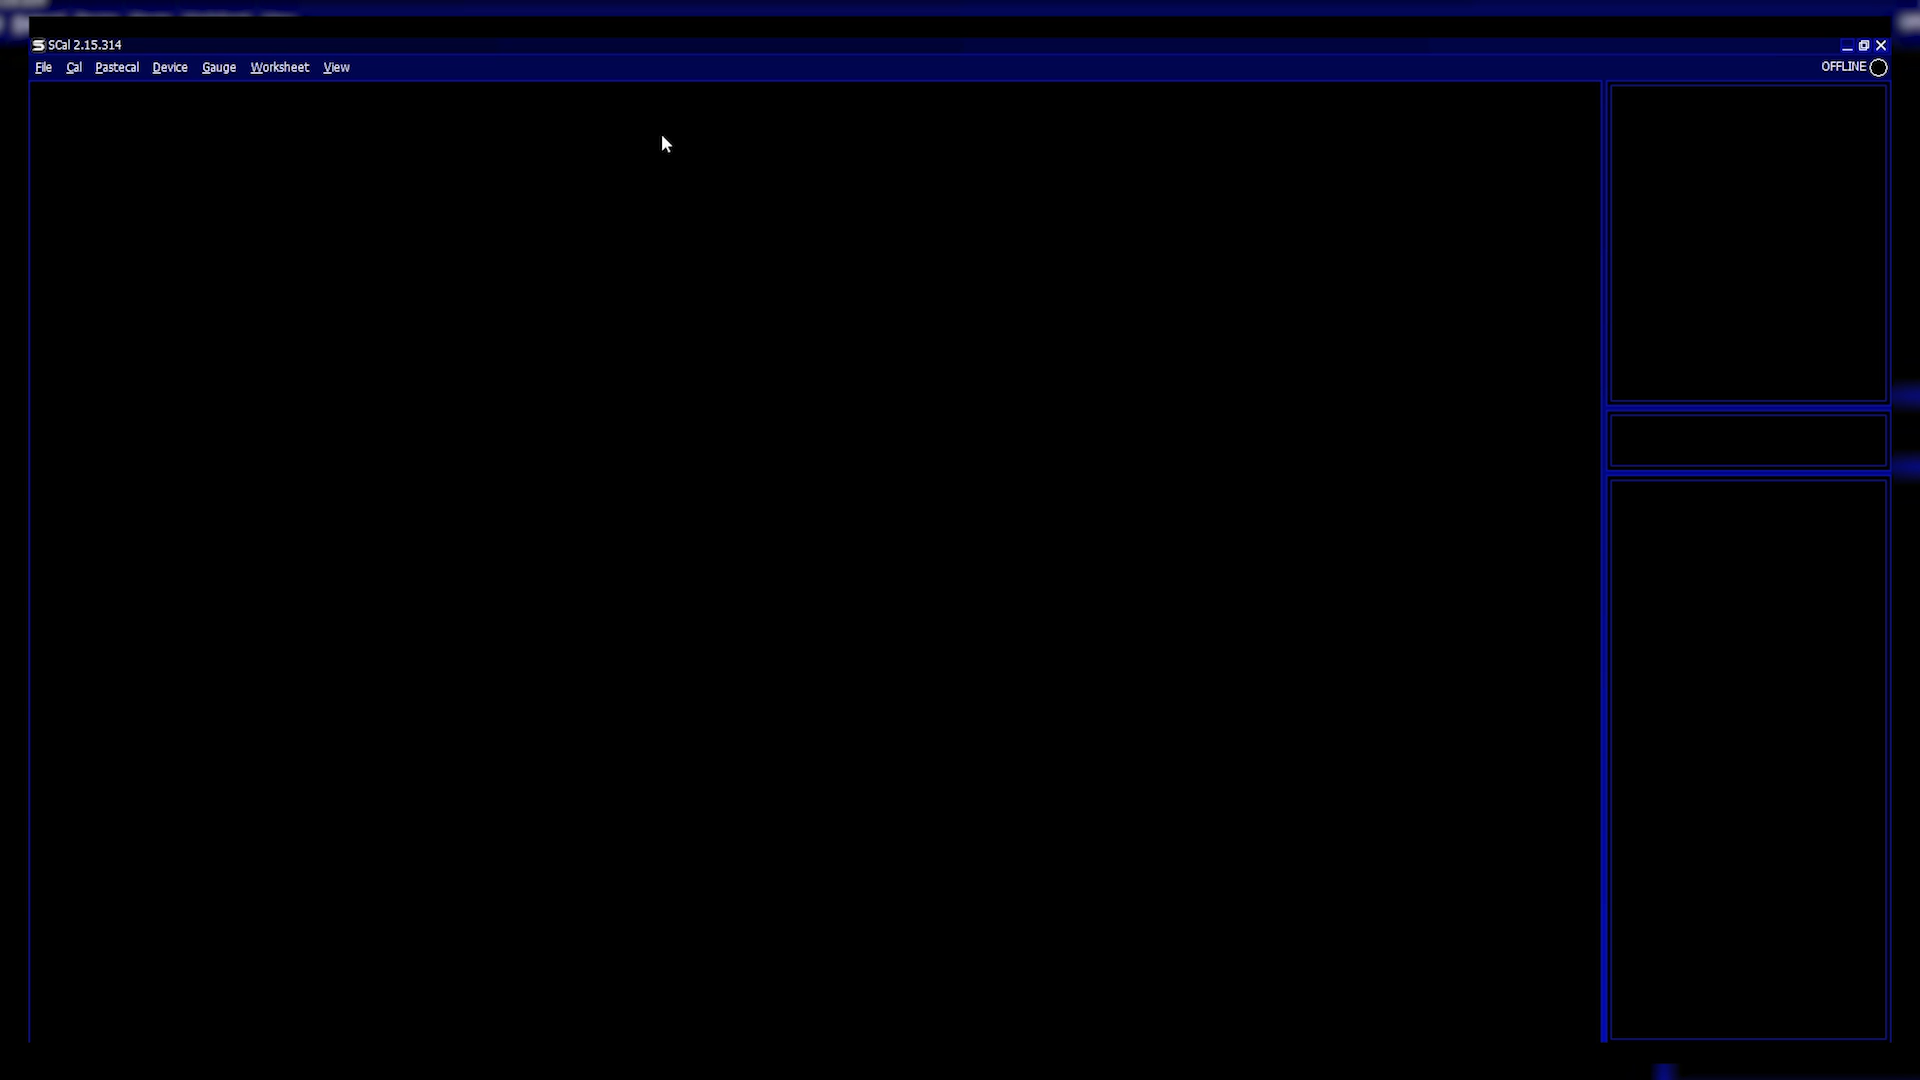 SCal 2.15.314
File Cal Pastecal Device Gauge Worksheet View
OFFLINE